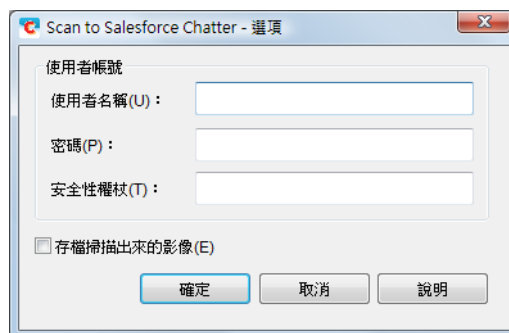 Scan to Salesforce Chatter - 選項
使用者帳號
使用者名稱(U)：
密碼(P)：
安全性權杖(T)：
存檔掃描出來的影像(E)
確定 取消 說明